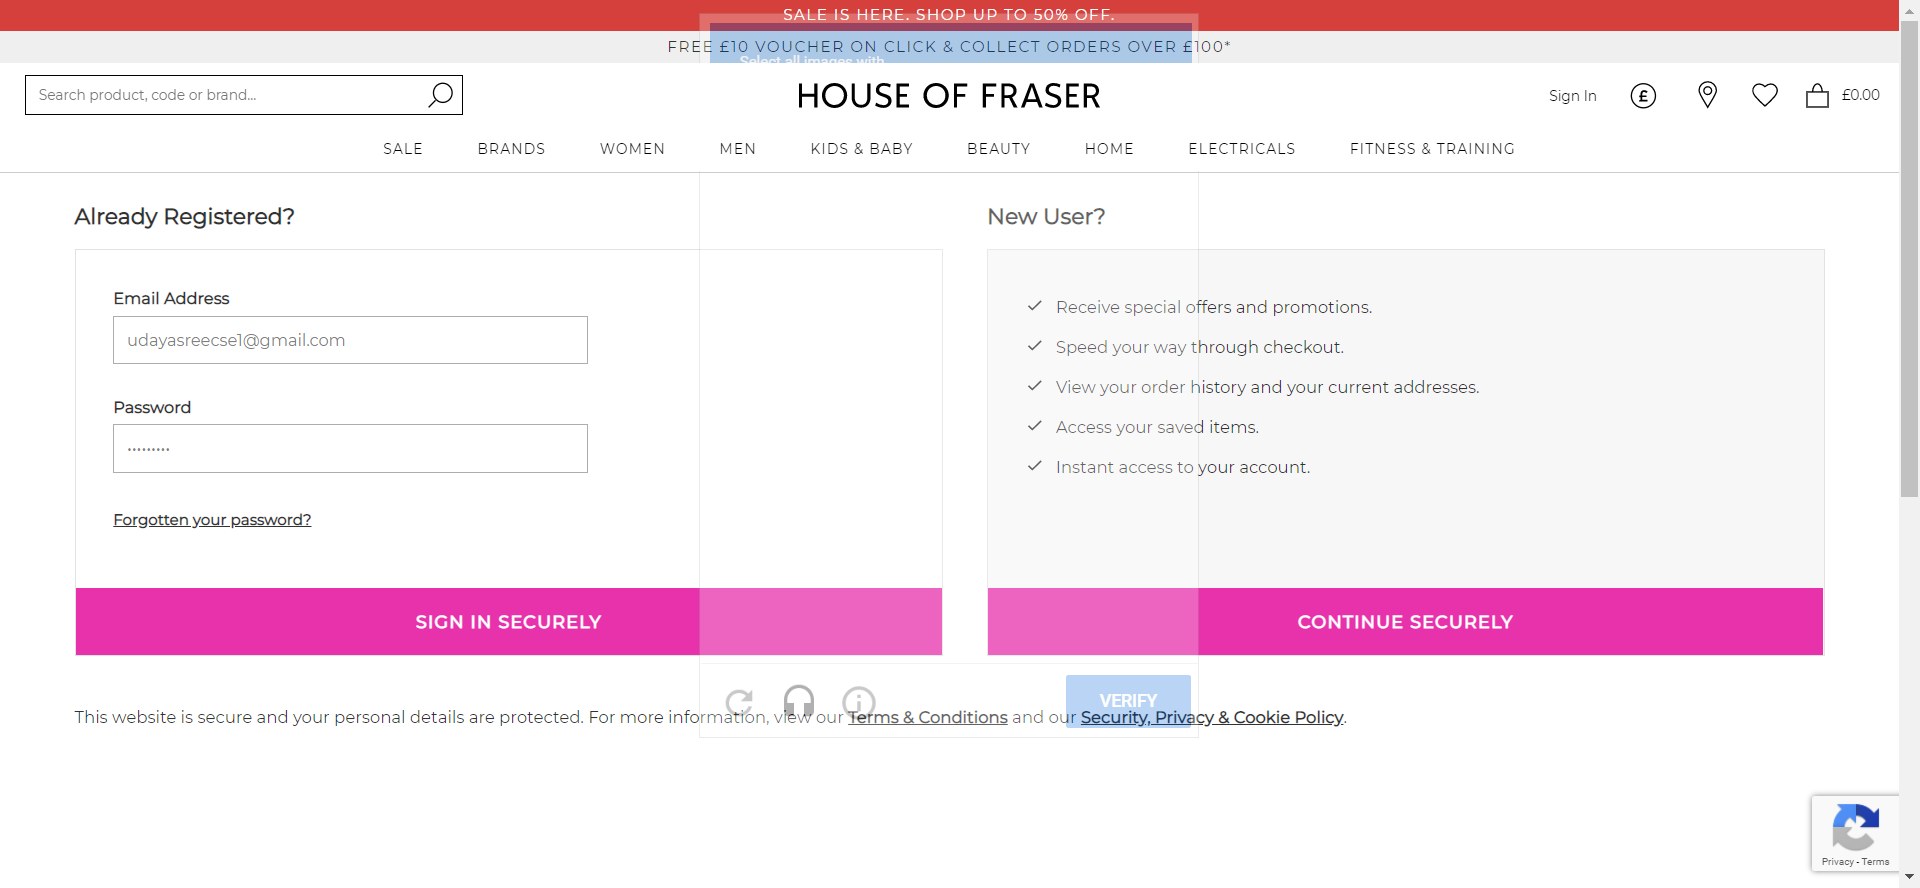 SALE IS HERE. SHOP UP TO 50% OFF.
FREE £10 VOUCHER ON CLICK & COLLECT ORDERS OVER £100*
Select all images with
Search product, code or brand...
HOUSE OF FRASER
Sign In
£
£0.00
SALE BRANDS WOMEN MEN KIDS & BABY BEAUTY HOME ELECTRICALS FITNESS & TRAINING
Already Registered?
Email Address
udayasreecse1@gmail.com
Password
Forgotten your password?
SIGN IN SECURELY
New User?
Receive special offers and promotions.
Speed your way through checkout.
View your order history and your current addresses.
Access your saved items.
Instant access to your account.
CONTINUE SECURELY
VERIFY
This website is secure and your personal details are protected. For more information, view our Terms & Conditions and our Security, Privacy & Cookie Policy.
Privacy - Terms